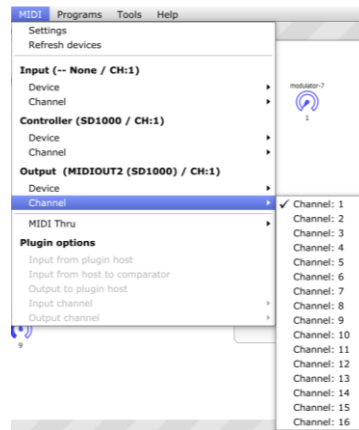 MIDI Programs Tools Help
Settings
Refresh devices
Input (-- None / CH:1)
Device
Channel
Controller (SD1000 / CH:1)
Device
Channel
Output (MIDIOUT2 (SD1000) / CH:1)
Device
Channel
MIDI Thru
Plugin options
Input from plugin host
Input from host to comparator
Output to plugin host
Input channel
Output channel
modulator-7
1
Channel: 1
Channel: 2
Channel: 3
Channel: 4
Channel: 5
Channel: 6
Channel: 7
Channel: 8
Channel: 9
Channel: 10
Channel: 11
Channel: 12
Channel: 13
Channel: 14
Channel: 15
Channel: 16
9